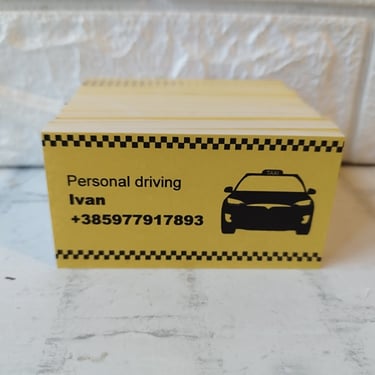 Personal driving
Ivan
+385977917893
TAXI